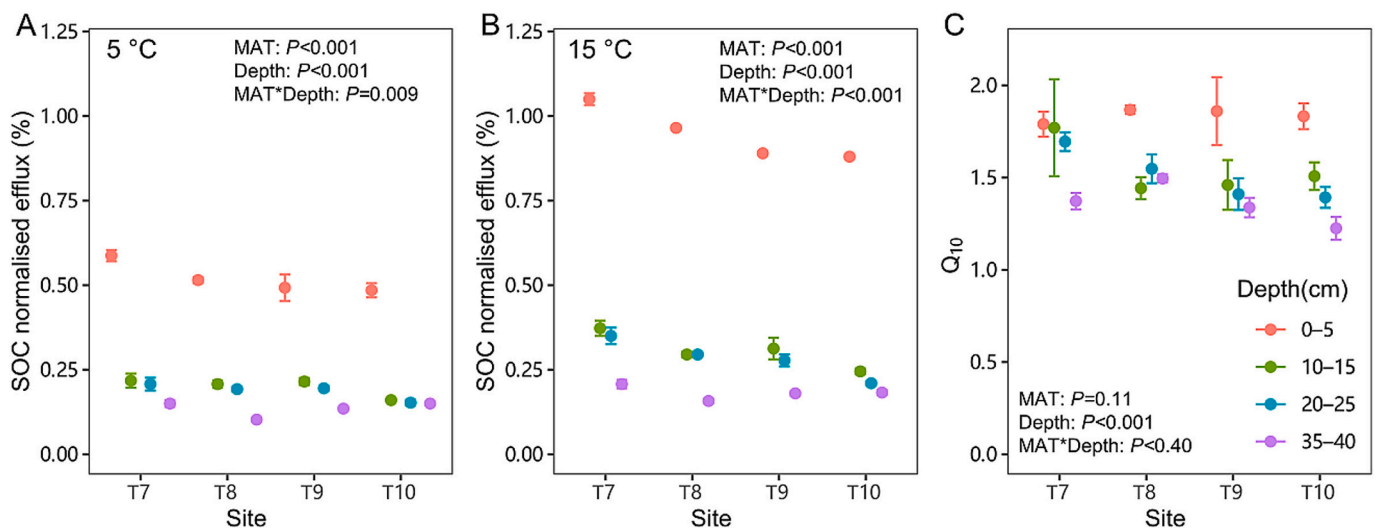 A
5 °C
MAT: P<0.001
Depth: P<0.001
MAT*Depth: P=0.009
SOC normalised efflux (%)
1.25
1.00
0.75
0.50
0.25
0.00
T7 T8 T9 T10
Site
B
15 °C
MAT: P<0.001
Depth: P<0.001
MAT*Depth: P<0.001
SOC normalised efflux (%)
1.25
1.00
0.75
0.50
0.25
0.00
T7 T8 T9 T10
Site
C
Q10
2.0
1.5
1.0
0.5
0.0
Depth(cm)
0–5
10–15
20–25
35–40
MAT: P=0.11
Depth: P<0.001
MAT*Depth: P<0.40
T7 T8 T9 T10
Site